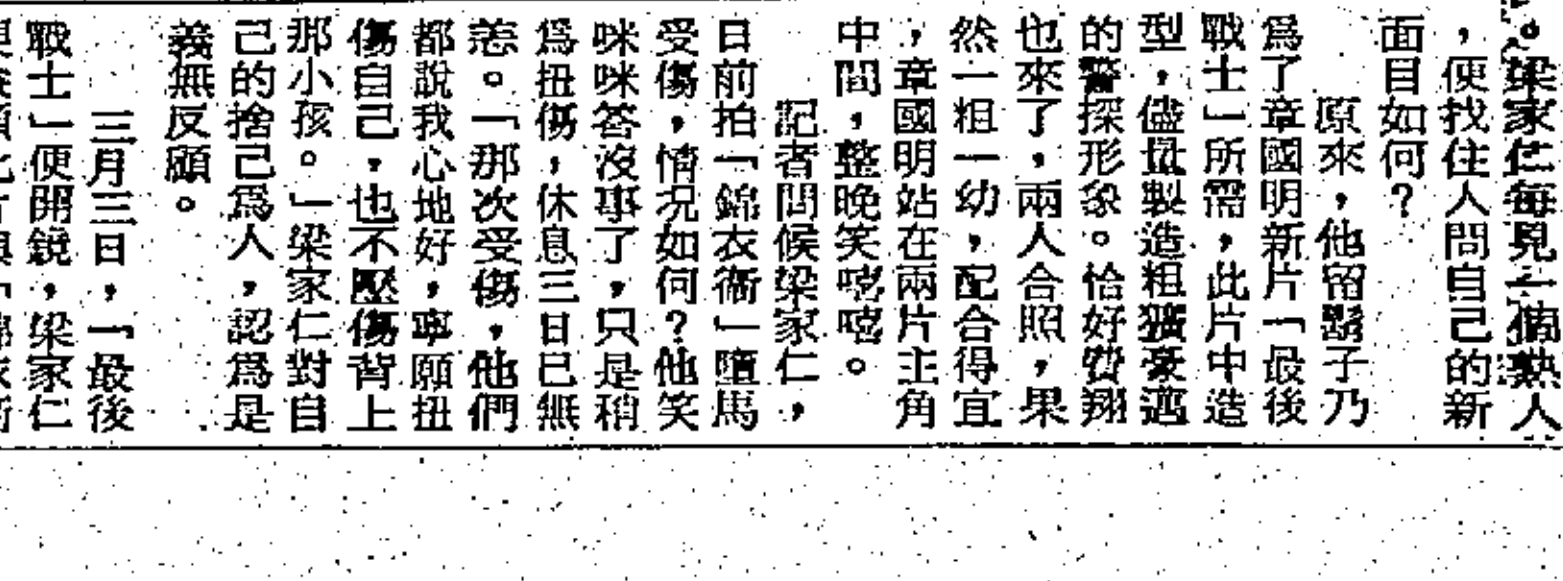 。梁家仁每見一個熟人
，便找住人問自己的新
面目如何？
原來，他留鬍子乃
爲了章國明新片「最後
戰士」所需，此片中造
型，儘量製造粗獷豪邁
的警探形象。恰好費翔
也來了，兩人合照，果
然一粗一幼，配合得宜
，章國明站在兩片主角
中間，整晚笑嘻嘻。
記者問候梁家仁，
日前拍「錦衣衞」墮馬
受傷，情況如何？他笑
咪咪答沒事了，只是稍
爲扭傷，休息三日已無
恙。「那次受傷，他們
都說我心地好，寧願扭
傷自己，也不壓傷背上
那小孩。」梁家仁對自
己的捨己爲人，認爲是
義無反顧。
三月三日，「最後
戰士」便開鏡，梁家仁